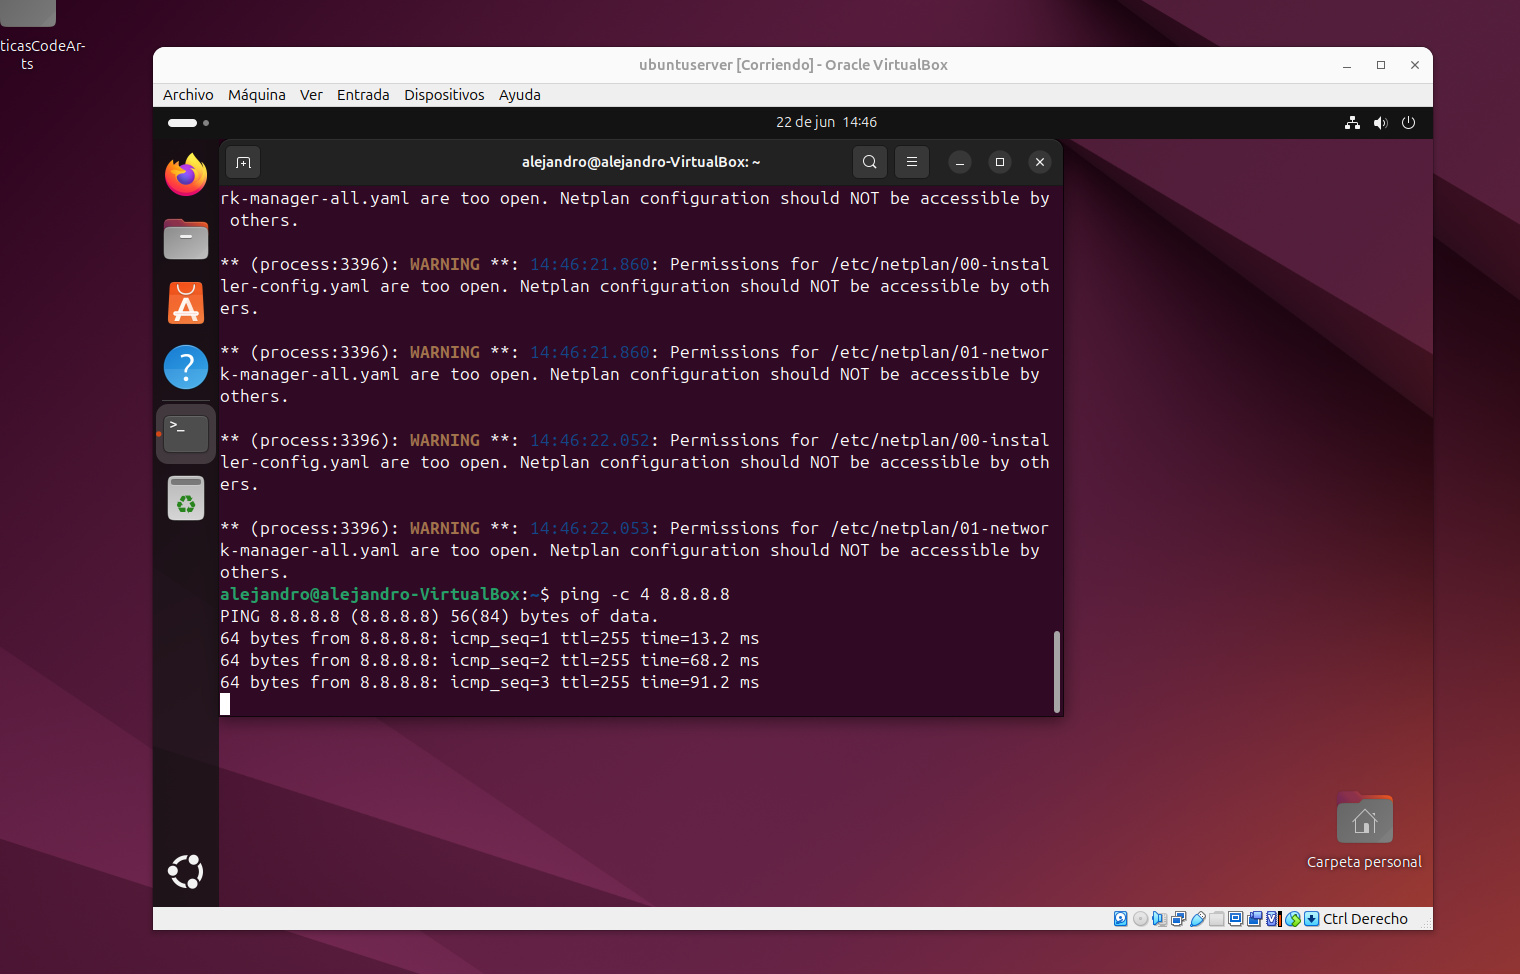 ticasCodeAr-
ts
ubuntuserver [Corriendo] - Oracle VirtualBox
Archivo Máquina Ver Entrada Dispositivos Ayuda
22 de jun 14:46
alejandro@alejandro-VirtualBox: ~
rk-manager-all.yaml are too open. Netplan configuration should NOT be accessible by
others.
** (process:3396): WARNING **: 14:46:21.860: Permissions for /etc/netplan/00-instal
ler-config.yaml are too open. Netplan configuration should NOT be accessible by oth
ers.
** (process:3396): WARNING **: 14:46:21.860: Permissions for /etc/netplan/01-networ
k-manager-all.yaml are too open. Netplan configuration should NOT be accessible by
others.
** (process:3396): WARNING **: 14:46:22.052: Permissions for /etc/netplan/00-instal
ler-config.yaml are too open. Netplan configuration should NOT be accessible by oth
ers.
** (process:3396): WARNING **: 14:46:22.053: Permissions for /etc/netplan/01-networ
k-manager-all.yaml are too open. Netplan configuration should NOT be accessible by
others.
alejandro@alejandro-VirtualBox:~$ ping -c 4 8.8.8.8
PING 8.8.8.8 (8.8.8.8) 56(84) bytes of data.
64 bytes from 8.8.8.8: icmp_seq=1 ttl=255 time=13.2 ms
64 bytes from 8.8.8.8: icmp_seq=2 ttl=255 time=68.2 ms
64 bytes from 8.8.8.8: icmp_seq=3 ttl=255 time=91.2 ms
Carpeta personal
Ctrl Derecho